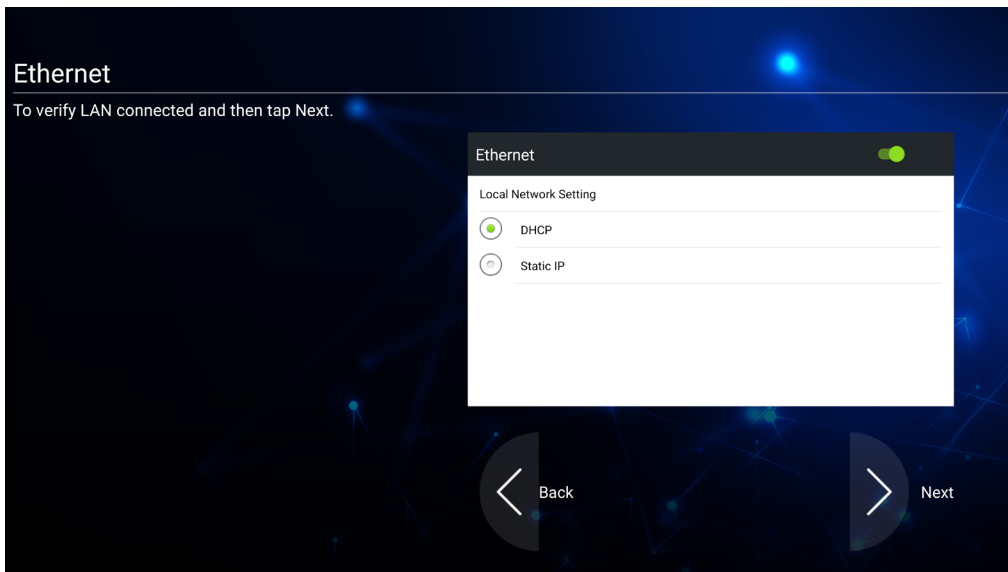 Ethernet
To verify LAN connected and then tap Next.
Ethernet
Local Network Setting
DHCP
Static IP
Back
Next